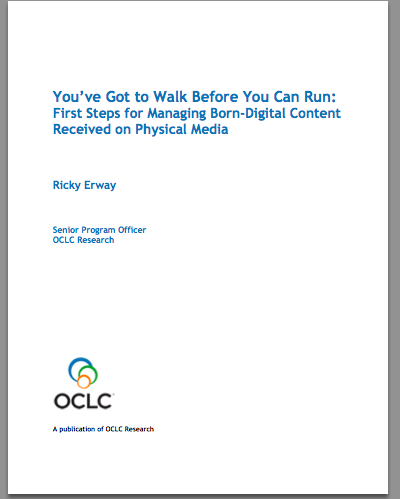 You've Got to Walk Before You Can Run:
First Steps for Managing Born-Digital Content
Received on Physical Media
Ricky Erway
Senior Program Officer
OCLC Research
OCLC
A publication of OCLC Research